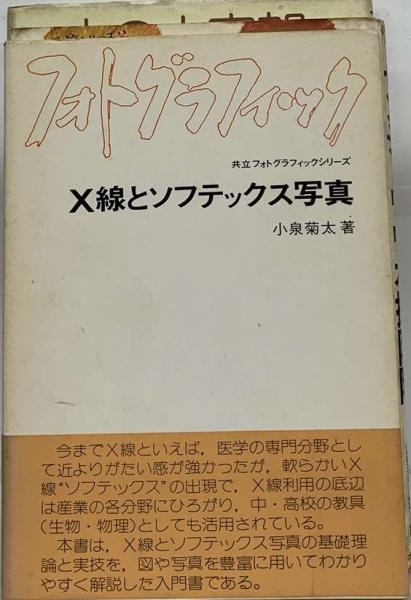 フォトグラフィック
共立フォトグラフィックシリーズ
X線とソフテックス写真
小泉菊太 著
今までX線といえば，医学の専門分野とし
て近よりがたい感が強かったが，軟らかいX
線“ソフテックス”の出現で，X線利用の底辺
は産業の各分野にひろがり，中・高校の教具
（生物・物理）としても活用されている。
本書は，X線とソフテックス写真の基礎理
論と実技を，図や写真を豊富に用いてわかり
やすく解説した入門書である。